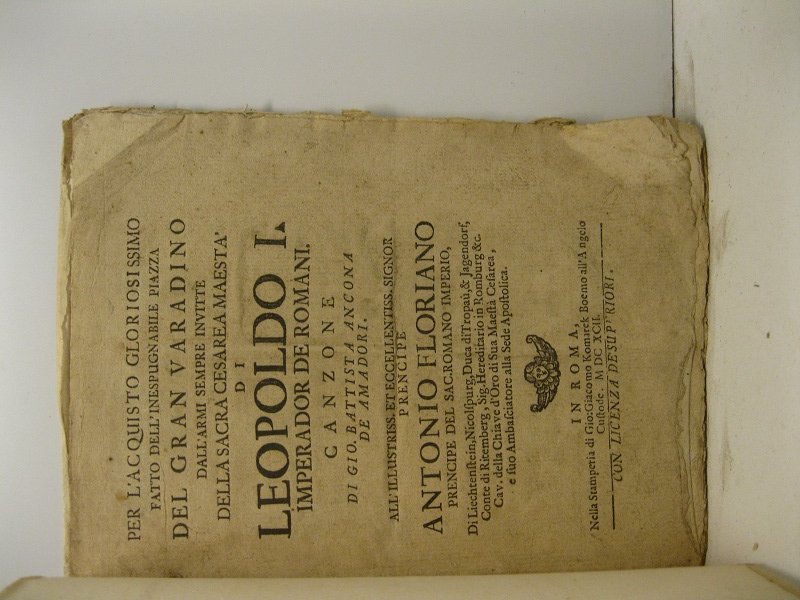 PER L'ACQUISTO GLORIOSISSIMO
FATTO DELL'INESPUGNABILE PIAZZA
DEL GRAN VARADINO
DALL'ARMI SEMPRE INVITTE
DELLA SACRA CESAREA MAESTA'
DI
LEOPOLDO I.
IMPERADOR DE ROMANI.
CANZONE
DI GIO. BATTISTA ANCONA
DE AMADORI.
ALL'ILLUSTRISS. ET ECCELLENTISS. SIGNOR
PRENCIPE
ANTONIO FLORIANO
PRENCIPE DEL SAC. ROMANO IMPERIO,
Di Liechtenſtein, Nicolſpurg, Duca di Tropaù, & Jagendorf,
Conte di Ritemberg, Sig. Hereditario in Romburg &c.
Cav. della Chiave d'Oro di Sua Maeſtà Ceſarea,
e ſuo Ambaſciatore alla Sede Apoſtolica.
IN ROMA,
Nella Stamperia di Gio: Giacomo Komarek Boemo all'Angelo
Cuſtode. M DC XCII.
CON LICENZA DE SUPERIORI.